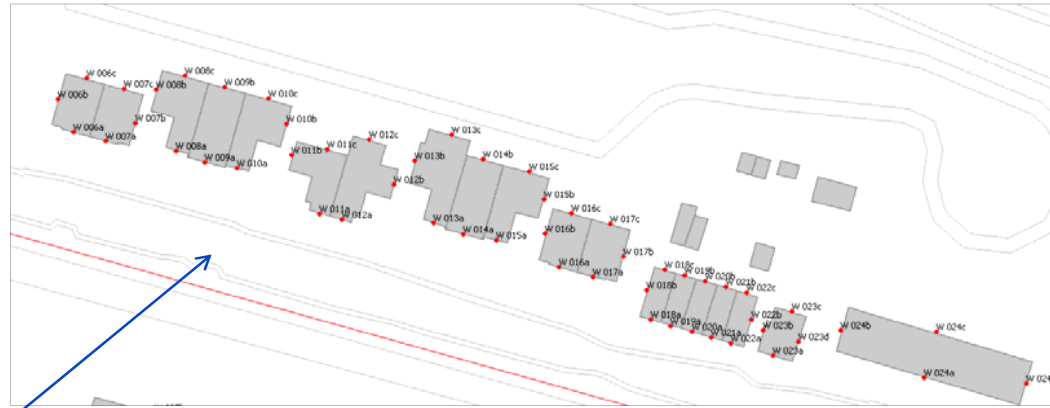 W 006c
W 007c
W 006b
W 007b
W 006a
W 007a
W 008c
W 008b
W 009b
W 010c
W 010b
W 008a
W 009a
W 010a
W 011b
W 011c
W 012c
W 012b
W 011a
W 012a
W 013c
W 013b
W 014b
W 015c
W 015b
W 013a
W 014a
W 015a
W 016c
W 016b
W 017c
W 017b
W 016a
W 017a
W 018c
W 018b
W 019b
W 020b
W 021b
W 022c
W 022b
W 018a
W 019a
W 020a
W 021a
W 022a
W 023c
W 023b
W 023d
W 023a
W 024b
W 024c
W 024a
W 024